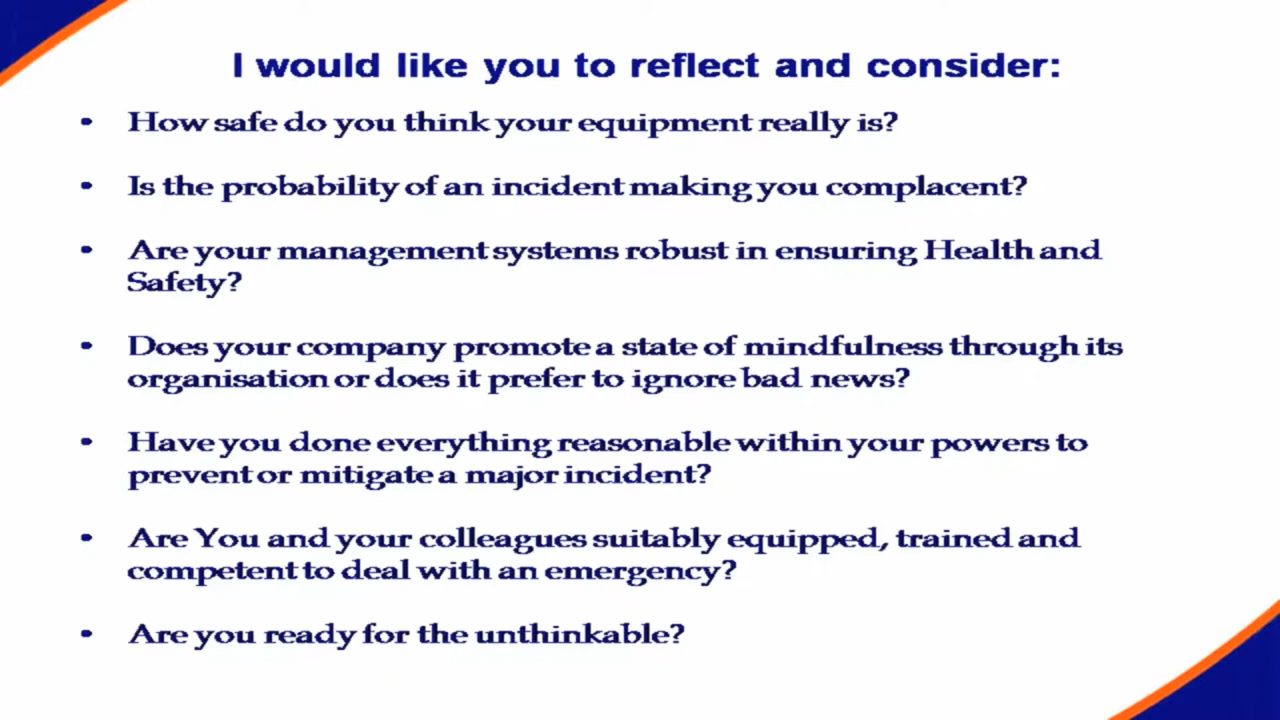 I would like you to reflect and consider:
• How safe do you think your equipment really is?
• Is the probability of an incident making you complacent?
• Are your management systems robust in ensuring Health and
Safety?
• Does your company promote a state of mindfulness through its
organisation or does it prefer to ignore bad news?
• Have you done everything reasonable within your powers to
prevent or mitigate a major incident?
• Are You and your colleagues suitably equipped, trained and
competent to deal with an emergency?
• Are you ready for the unthinkable?